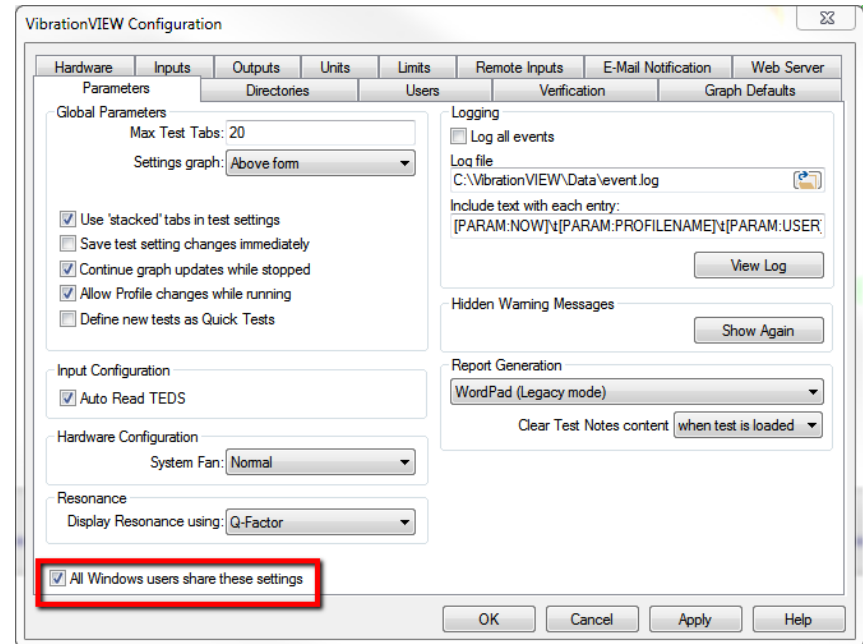 VibrationVIEW Configuration
Hardware Inputs Outputs Units Limits Remote Inputs E-Mail Notification Web Server
Parameters Directories Users Verification Graph Defaults
Global Parameters
Max Test Tabs: 20
Settings graph: Above form
Use 'stacked' tabs in test settings
Save test setting changes immediately
Continue graph updates while stopped
Allow Profile changes while running
Define new tests as Quick Tests
Input Configuration
Auto Read TEDS
Hardware Configuration
System Fan: Normal
Resonance
Display Resonance using: Q-Factor
All Windows users share these settings
Logging
Log all events
Log file
C:\VibrationVIEW\Data\event.log
Include text with each entry:
[PARAM:NOW]\t[PARAM:PROFILENAME]\t[PARAM:USER]
View Log
Hidden Warning Messages
Show Again
Report Generation
WordPad (Legacy mode)
Clear Test Notes content when test is loaded
OK Cancel Apply Help